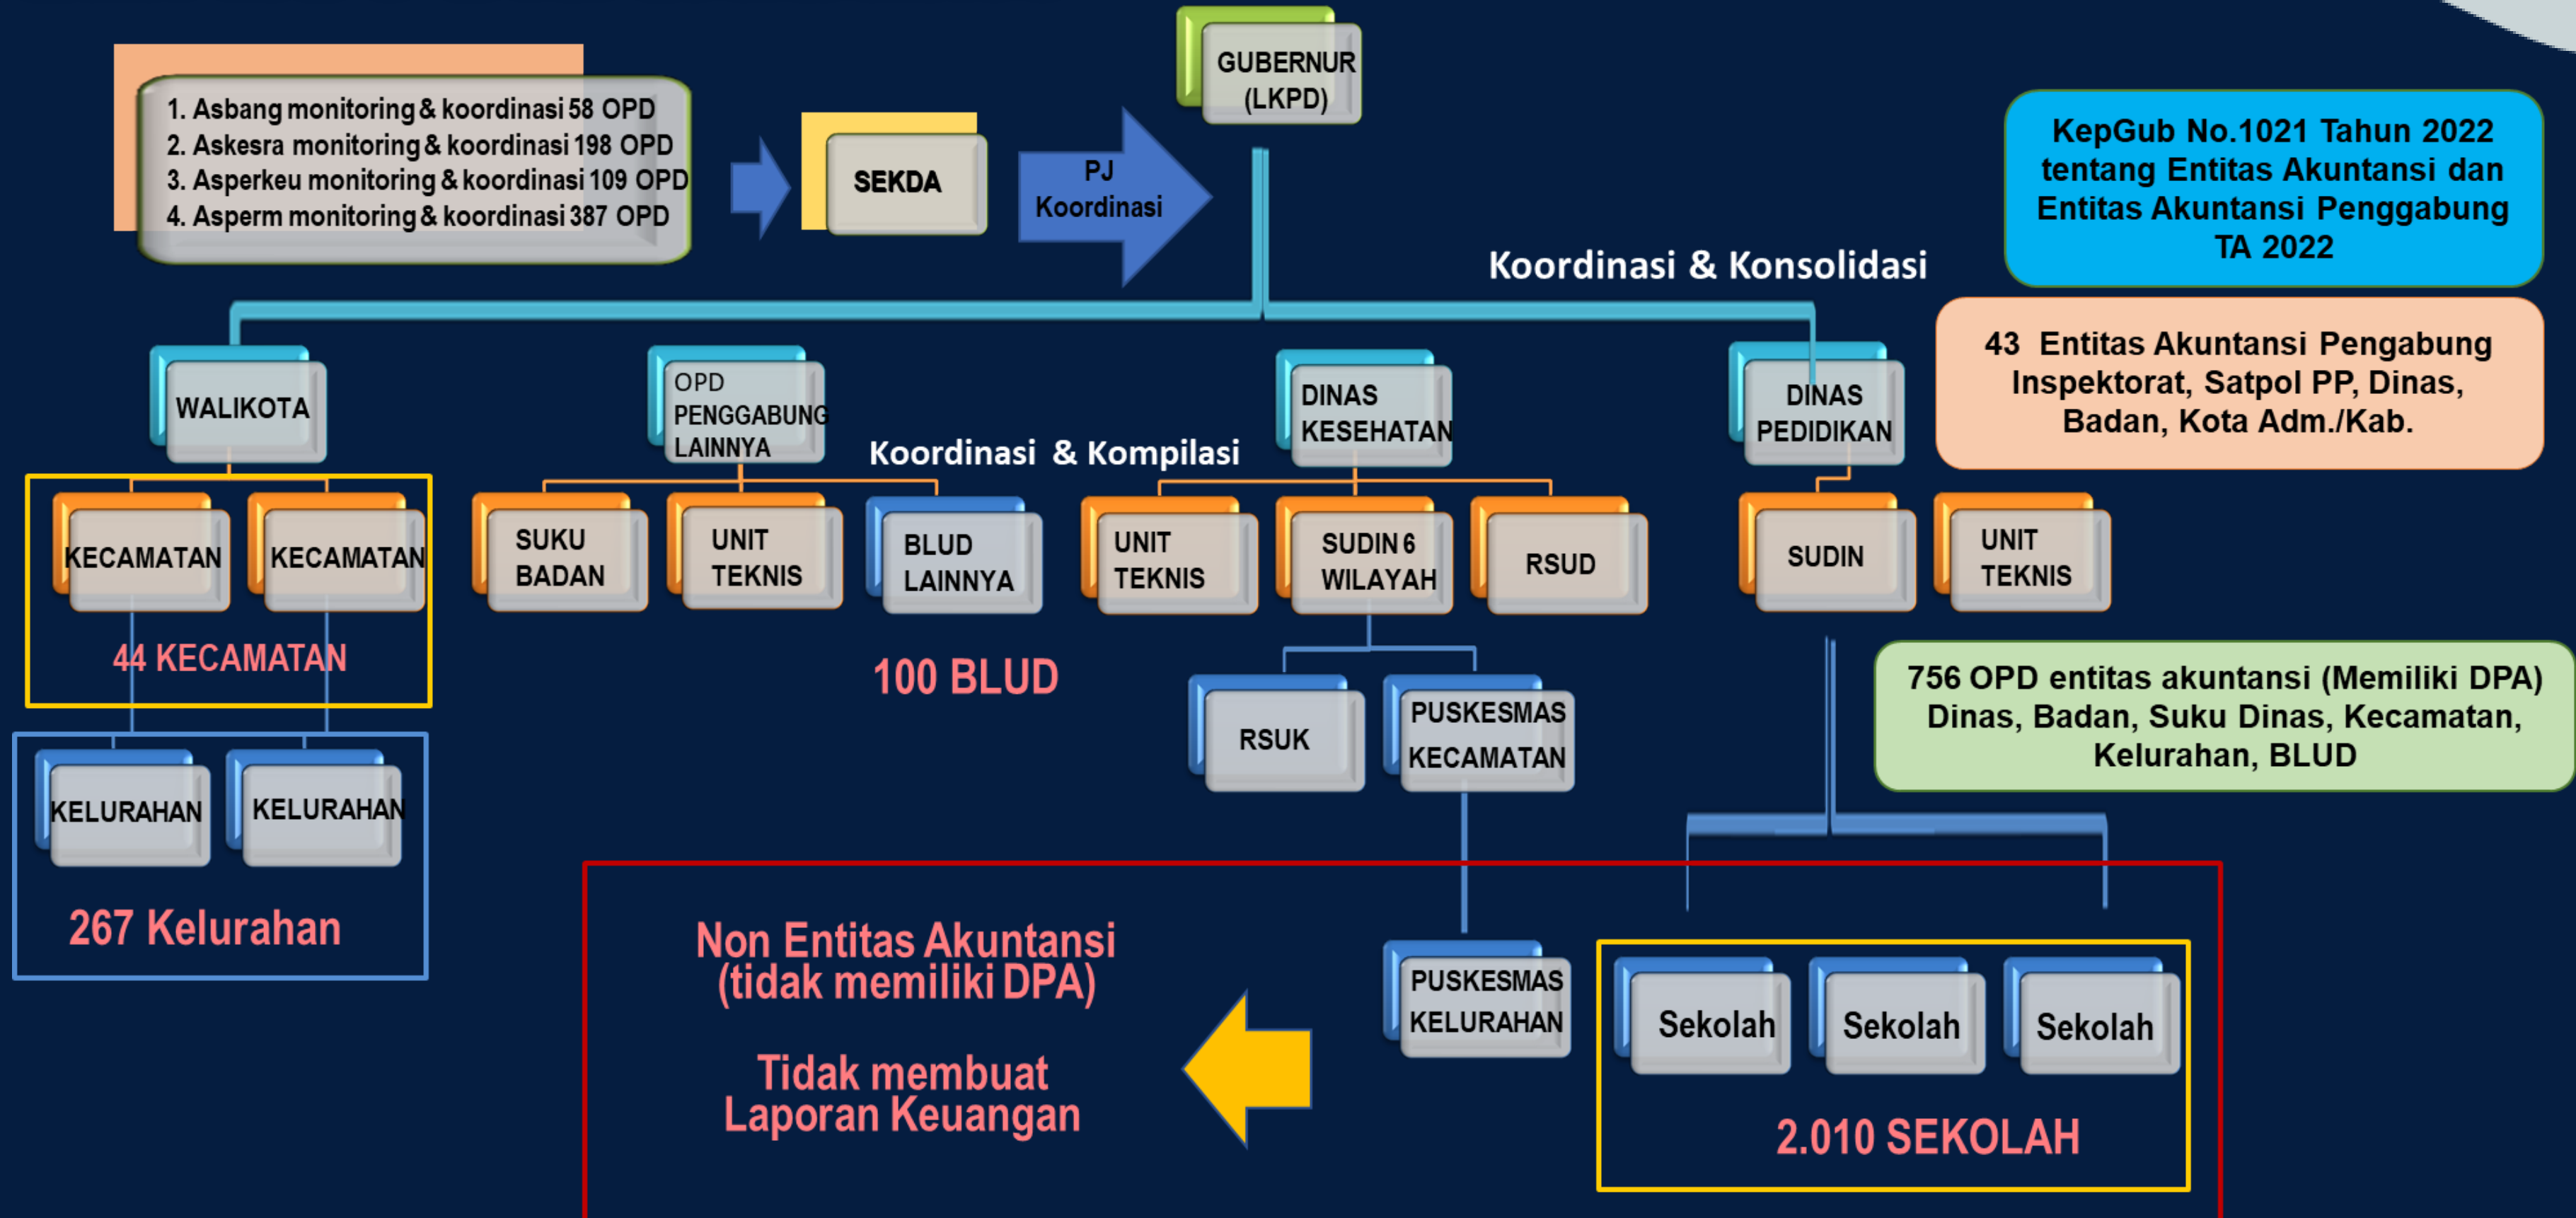 GUBERNUR
(LKPD)
1. Asbang monitoring & koordinasi 58 OPD
2. Askesra monitoring & koordinasi 198 OPD
3. Asperkeu monitoring & koordinasi 109 OPD
4. Asperm monitoring & koordinasi 387 OPD
SEKDA
PJ
Koordinasi
KepGub No.1021 Tahun 2022
tentang Entitas Akuntansi dan
Entitas Akuntansi Penggabung
TA 2022
Koordinasi & Konsolidasi
43 Entitas Akuntansi Pengabung
Inspektorat, Satpol PP, Dinas,
Badan, Kota Adm./Kab.
WALIKOTA
OPD
PENGGABUNG
LAINNYA
DINAS
KESEHATAN
DINAS
PEDIDIKAN
Koordinasi & Kompilasi
KECAMATAN
KECAMATAN
SUKU
BADAN
UNIT
TEKNIS
BLUD
LAINNYA
UNIT
TEKNIS
SUDIN 6
WILAYAH
RSUD
SUDIN
UNIT
TEKNIS
44 KECAMATAN
100 BLUD
756 OPD entitas akuntansi (Memiliki DPA)
Dinas, Badan, Suku Dinas, Kecamatan,
Kelurahan, BLUD
RSUK
PUSKESMAS
KECAMATAN
KELURAHAN
KELURAHAN
267 Kelurahan
Non Entitas Akuntansi
(tidak memiliki DPA)
Tidak membuat
Laporan Keuangan
PUSKESMAS
KELURAHAN
Sekolah
Sekolah
Sekolah
2.010 SEKOLAH